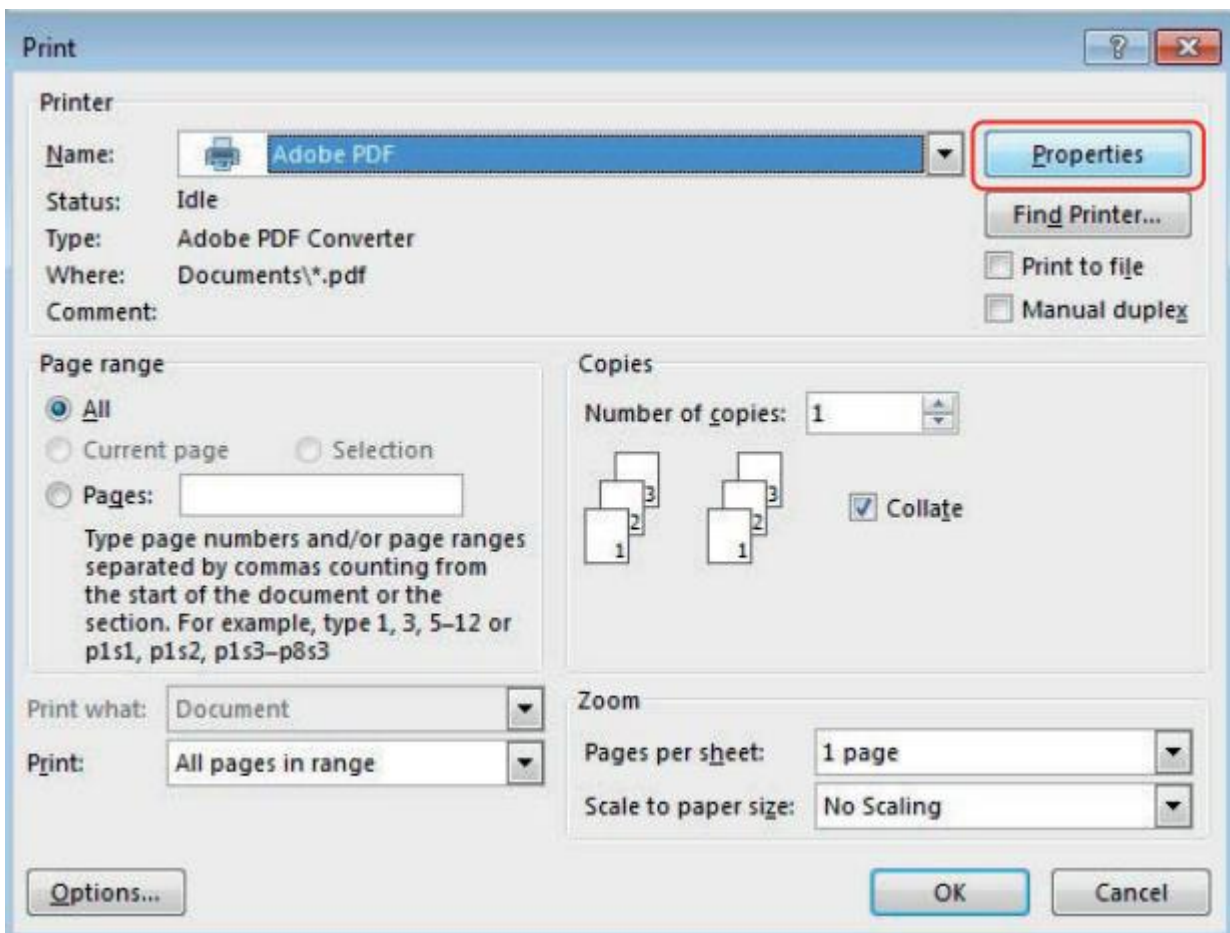 Print
Printer
Name: Adobe PDF Properties
Status: Idle Find Printer...
Type: Adobe PDF Converter
Where: Documents\*.pdf Print to file
Comment: Manual duplex
Page range
All
Current page Selection
Pages:
Type page numbers and/or page ranges
separated by commas counting from
the start of the document or the
section. For example, type 1, 3, 5–12 or
p1s1, p1s2, p1s3–p8s3
Copies
Number of copies: 1
3 3
2 2
1 1
Collate
Print what: Document
Print: All pages in range
Zoom
Pages per sheet: 1 page
Scale to paper size: No Scaling
Options... OK Cancel